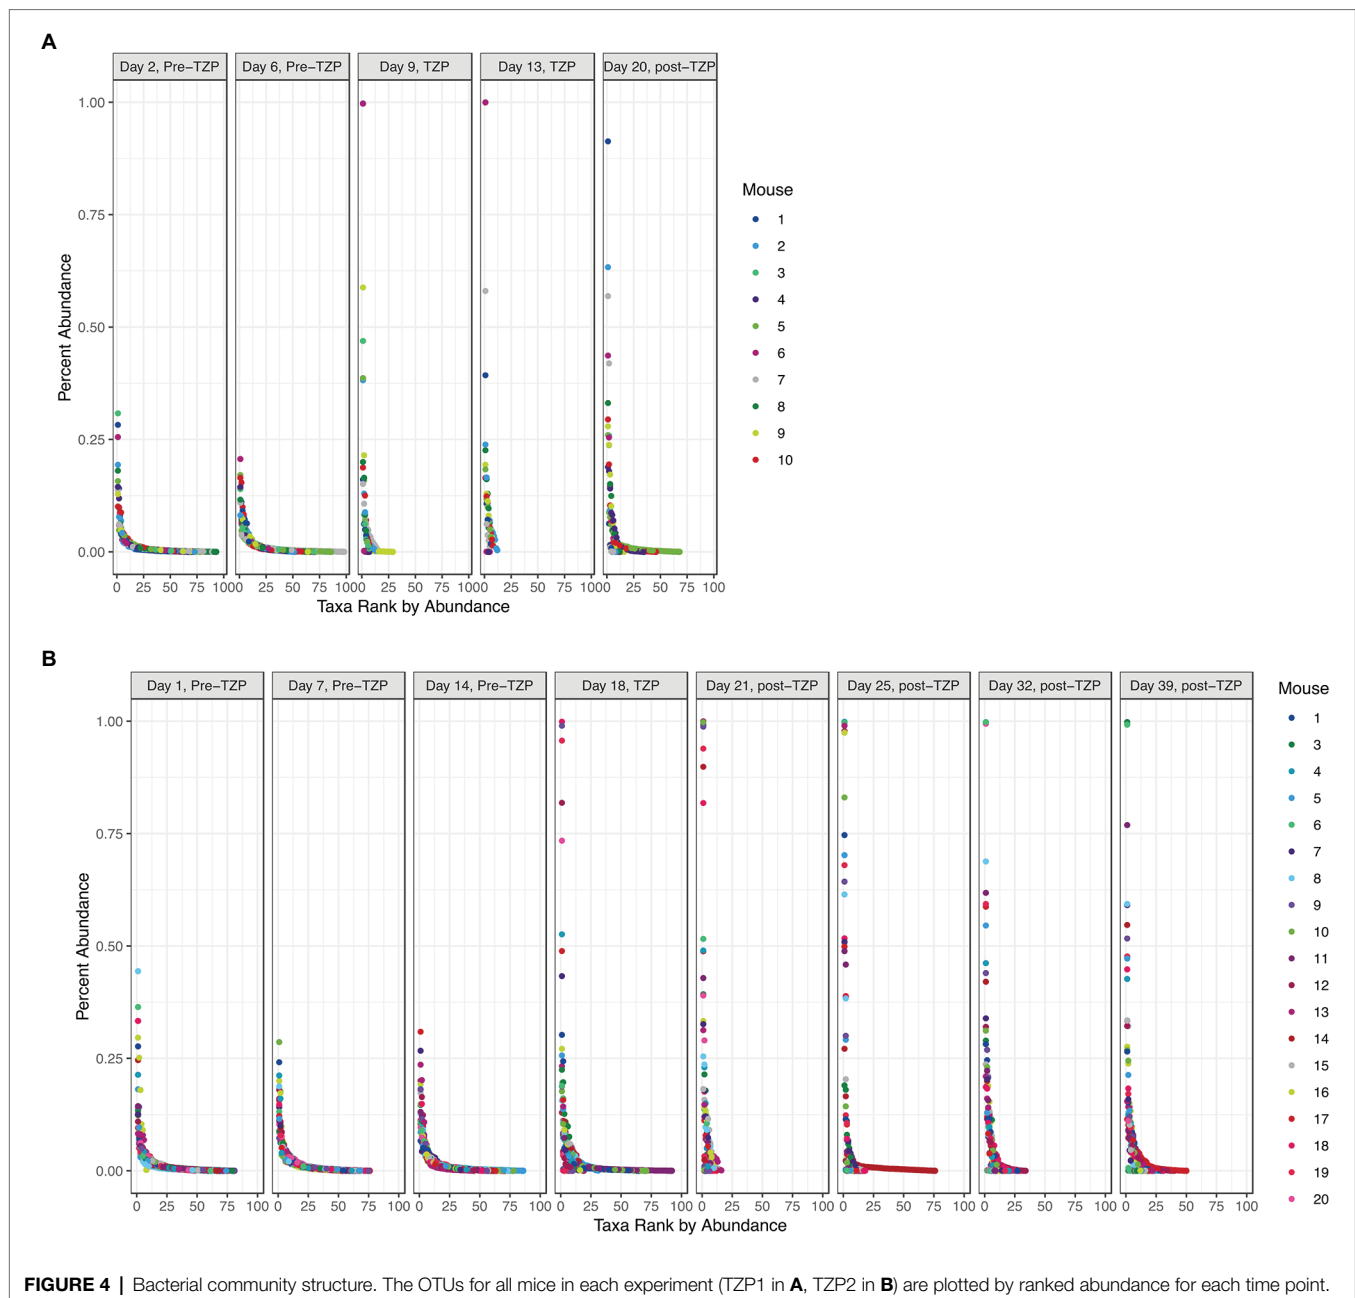 A
Day 2, Pre−TZP
Day 6, Pre−TZP
Day 9, TZP
Day 13, TZP
Day 20, post−TZP
1.00
0.75
0.50
0.25
0.00
Percent Abundance
0 25 50 75 100
0 25 50 75 100
0 25 50 75 100
0 25 50 75 100
0 25 50 75 100
Taxa Rank by Abundance
Mouse
1
2
3
4
5
6
7
8
9
10
B
Day 1, Pre−TZP
Day 7, Pre−TZP
Day 14, Pre−TZP
Day 18, TZP
Day 21, post−TZP
Day 25, post−TZP
Day 32, post−TZP
Day 39, post−TZP
1.00
0.75
0.50
0.25
0.00
Percent Abundance
0 25 50 75 100
0 25 50 75 100
0 25 50 75 100
0 25 50 75 100
0 25 50 75 100
0 25 50 75 100
0 25 50 75 100
0 25 50 75 100
Taxa Rank by Abundance
Mouse
1
3
4
5
6
7
8
9
10
11
12
13
14
15
16
17
18
19
20
FIGURE 4 | Bacterial community structure. The OTUs for all mice in each experiment (TZP1 in A, TZP2 in B) are plotted by ranked abundance for each time point.